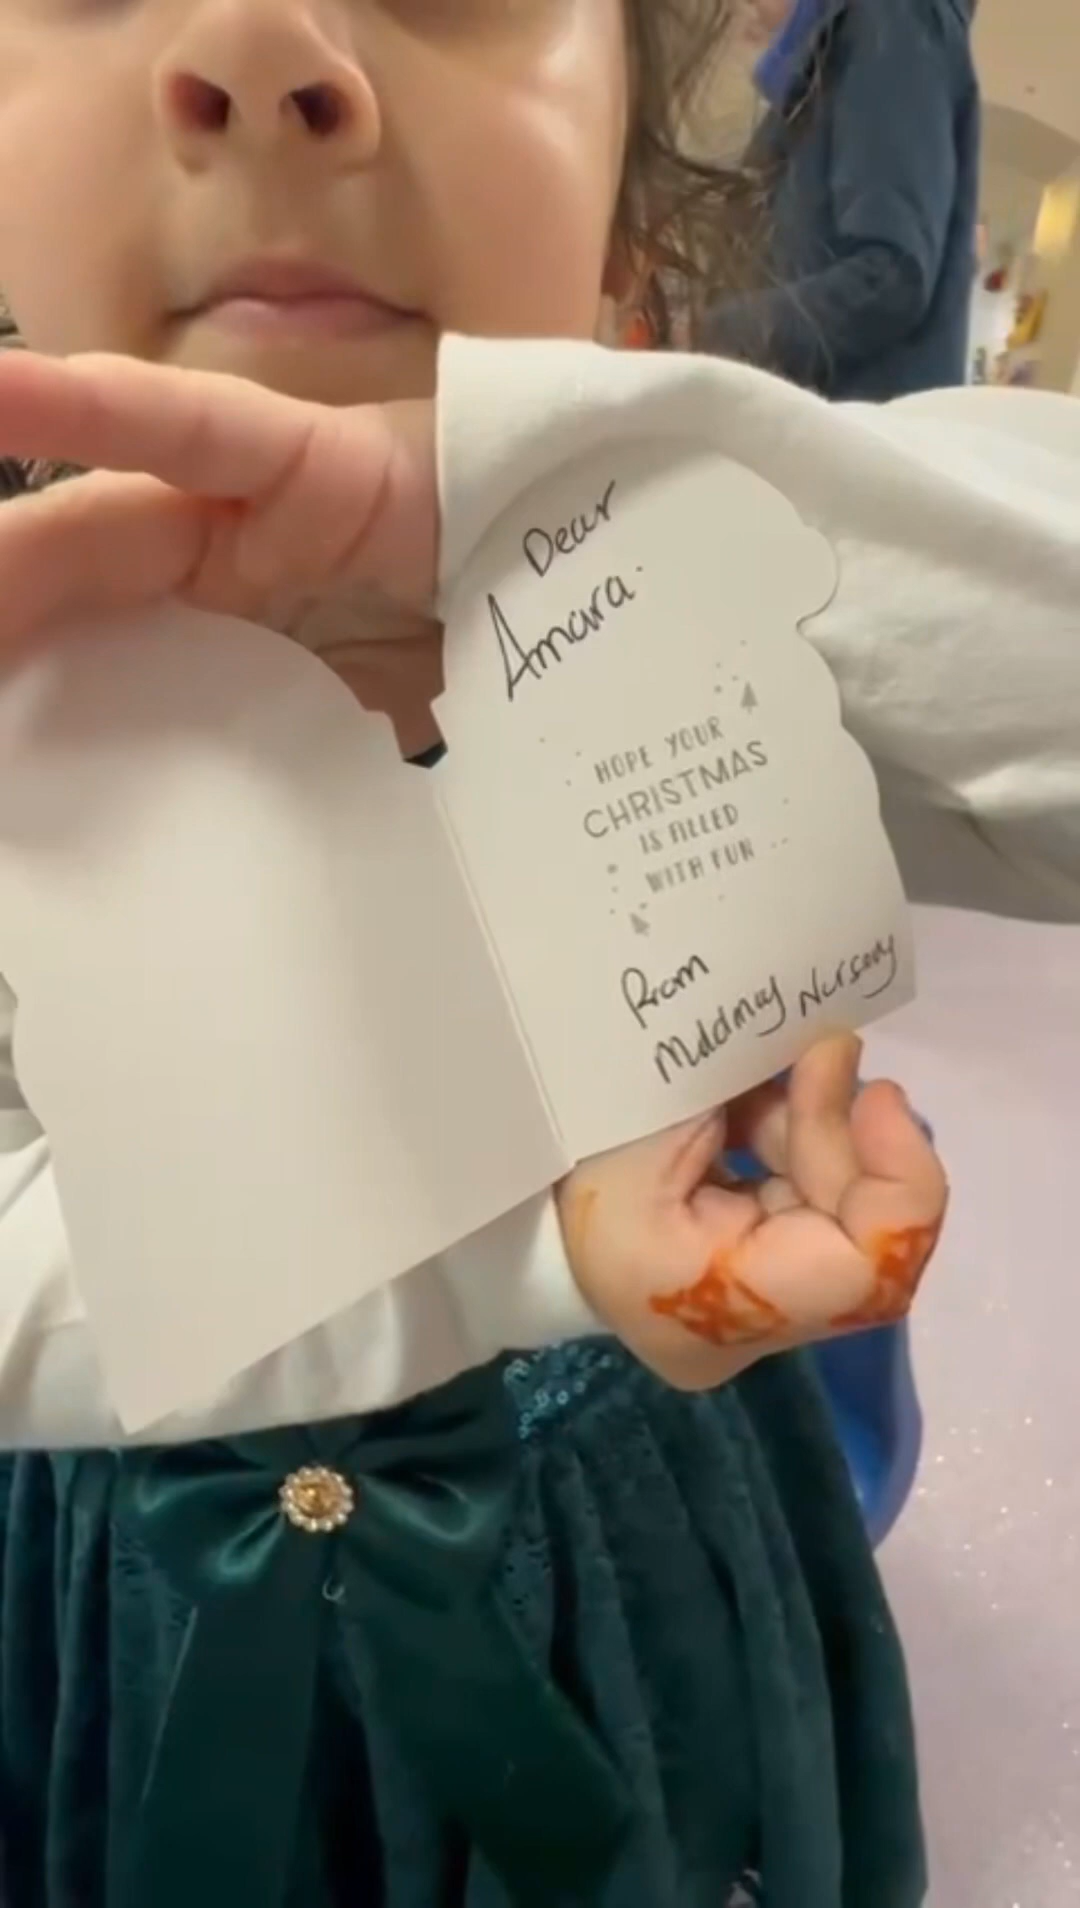 Dear
Amara.
HOPE YOUR
CHRISTMAS
IS FILLED
WITH FUN
From
Mildmay Nursery